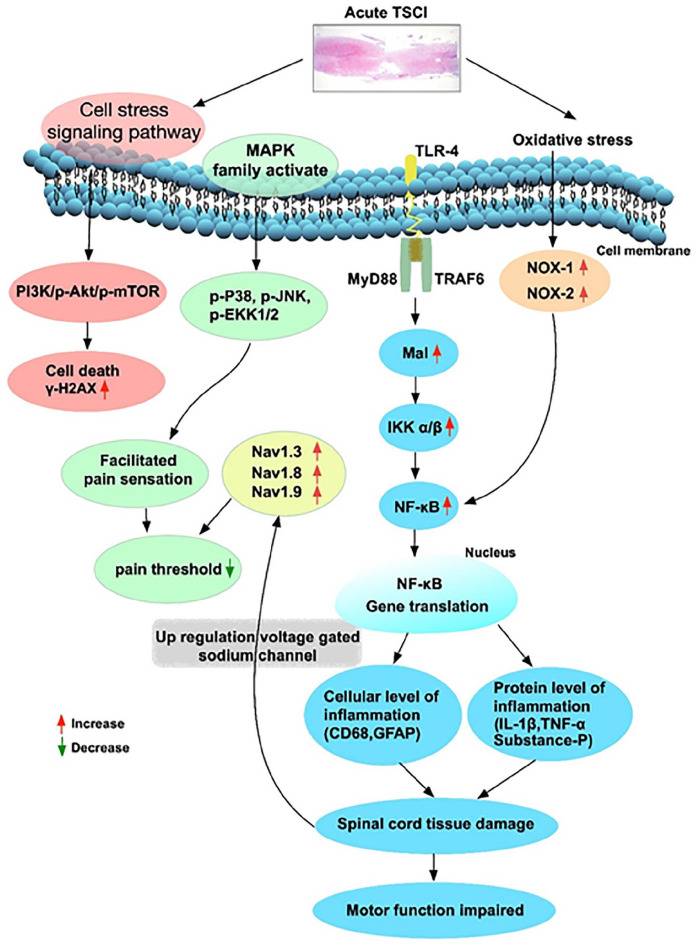 Acute TSCI
Cell stress
signaling pathway
MAPK
family activate
TLR-4
Oxidative stress
Cell membrane
PI3K/p-Akt/p-mTOR
p-P38, p-JNK,
p-EKK1/2
MyD88
TRAF6
NOX-1
NOX-2
Mal
Cell death
γ-H2AX
IKK α/β
Facilitated
pain sensation
Nav1.3
Nav1.8
Nav1.9
NF-κB
pain threshold
Nucleus
NF-κB
Gene translation
Up regulation voltage gated
sodium channel
Cellular level of
inflammation
(CD68,GFAP)
Protein level of
inflammation
(IL-1β,TNF-α
Substance-P)
Increase
Decrease
Spinal cord tissue damage
Motor function impaired